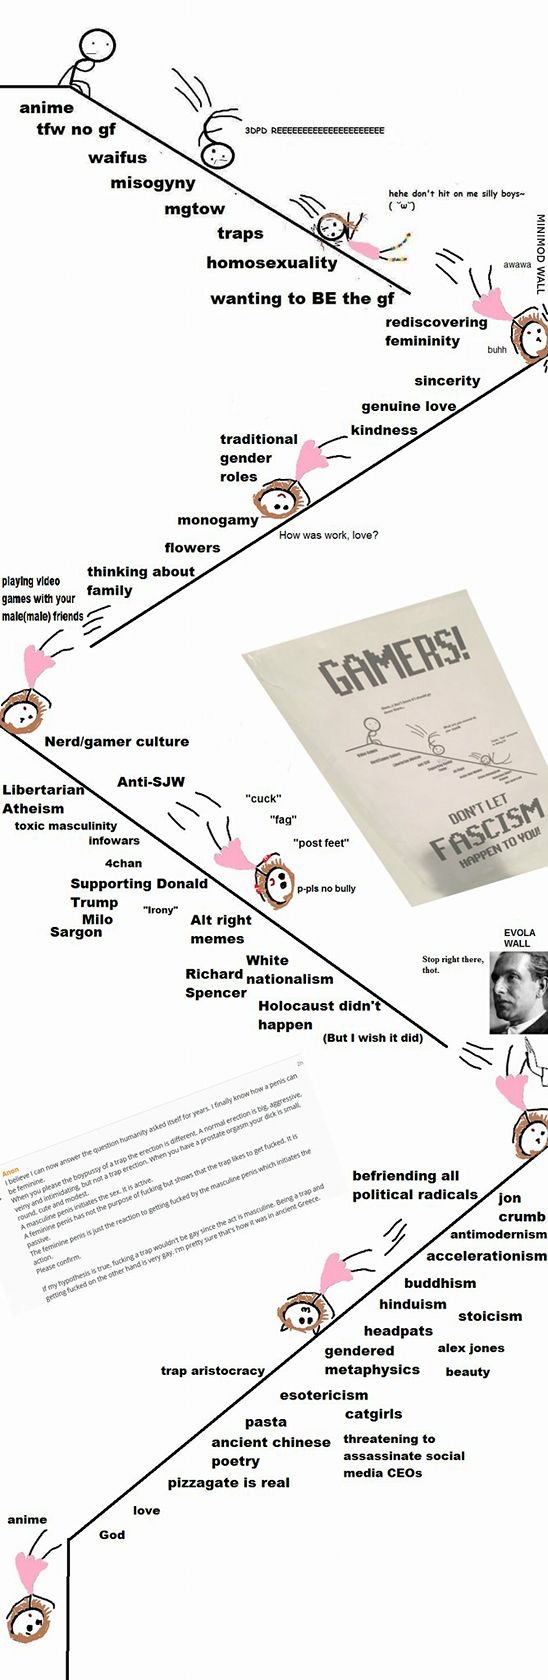 anime
tfw no gf
3DPD REEEEEEEEEEEEEEEEEEEEE
waifus
misogyny
mgtow
hehe don't hit on me silly boys~
( ˘ω˘)
traps
homosexuality
wanting to BE the gf
MINIMOD WALL
awawa
buhh
rediscovering
femininity
sincerity
genuine love
kindness
traditional
gender
roles
monogamy
How was work, love?
flowers
thinking about
family
playing video
games with your
male(male) friends
GAMERS!
DON'T LET
FASCISM
HAPPEN TO YOU!
Nerd/gamer culture
Libertarian
Atheism
Anti-SJW
toxic masculinity
infowars
"cuck"
"fag"
"post feet"
4chan
p-pls no bully
Supporting Donald
Trump
Milo
Sargon
"Irony"
Alt right
memes
White
nationalism
Richard
Spencer
Holocaust didn't
happen
(But I wish it did)
EVOLA
WALL
Stop right there,
thot.
2h
Anon
I believe I can now answer the question humanity asked itself for years. I finally know how a penis can
be feminine.
When you please the boypussy of a trap the erection is different. A normal erection is big, aggressive,
veiny and intimidating, but not a trap erection. When you have a prostate orgasm your dick is small,
round, cute and modest.
A masculine penis initiates the sex. It is active.
A feminine penis has not the purpose of fucking but shows that the trap likes to get fucked. It is
passive.
The feminine penis is just the reaction to getting fucked by the masculine penis which initiates the
action.
Please confirm.
If my hypothesis is true, fucking a trap wouldn't be gay since the act is masculine. Being a trap and
getting fucked on the other hand is very gay. I'm pretty sure that's how it was in ancient Greece.
befriending all
political radicals
jon
crumb
antimodernism
accelerationism
buddhism
hinduism
stoicism
headpats
gendered
metaphysics
alex jones
beauty
trap aristocracy
esotericism
catgirls
pasta
ancient chinese
poetry
threatening to
assassinate social
media CEOs
pizzagate is real
love
God
anime